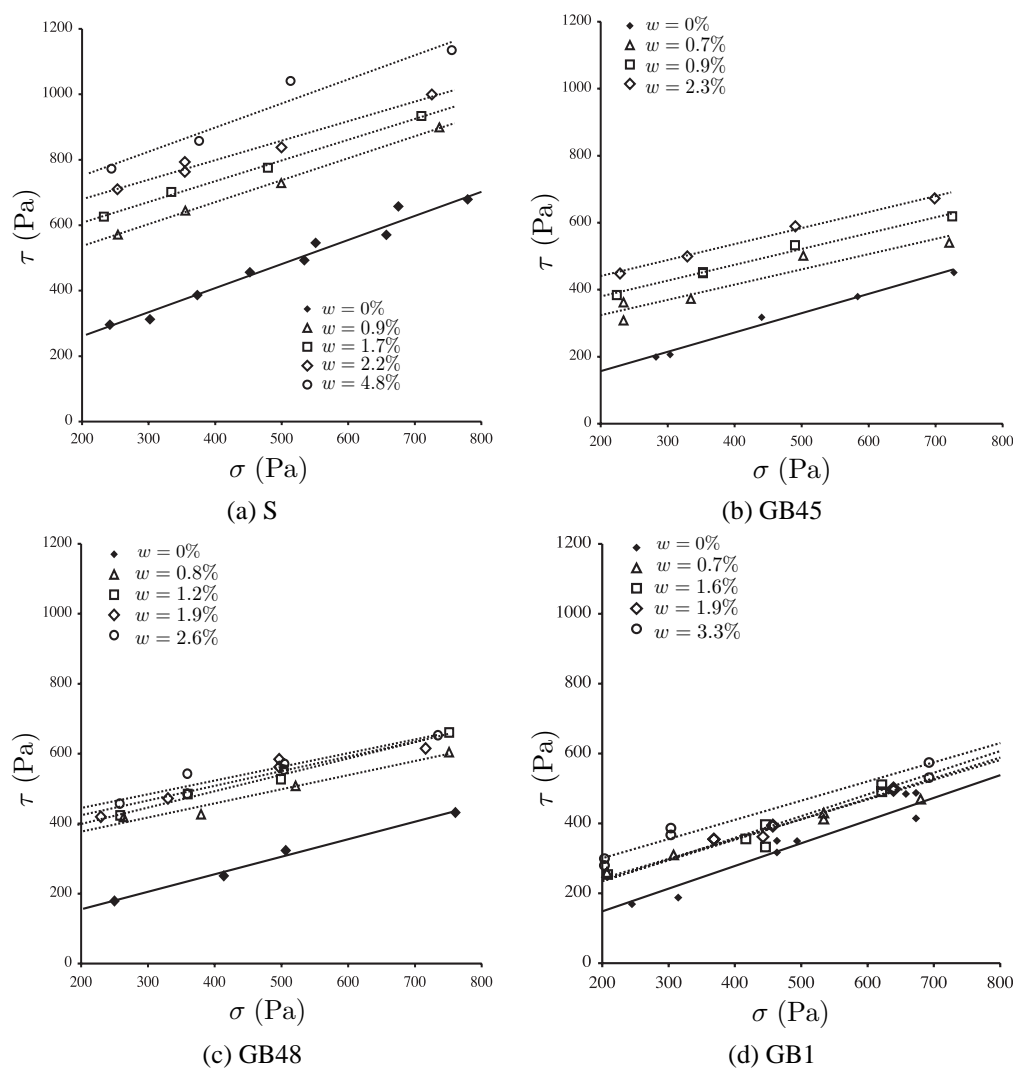 1200
1000
800
600
400
200
0
τ (Pa)
200 300 400 500 600 700 800
σ (Pa)
w = 0%
w = 0.9%
w = 1.7%
w = 2.2%
w = 4.8%
(a) S
1200
1000
800
600
400
200
0
τ (Pa)
200 300 400 500 600 700 800
σ (Pa)
w = 0%
w = 0.7%
w = 0.9%
w = 2.3%
(b) GB45
1200
1000
800
600
400
200
0
τ (Pa)
200 300 400 500 600 700 800
σ (Pa)
w = 0%
w = 0.8%
w = 1.2%
w = 1.9%
w = 2.6%
(c) GB48
1200
1000
800
600
400
200
0
τ (Pa)
200 300 400 500 600 700 800
σ (Pa)
w = 0%
w = 0.7%
w = 1.6%
w = 1.9%
w = 3.3%
(d) GB1